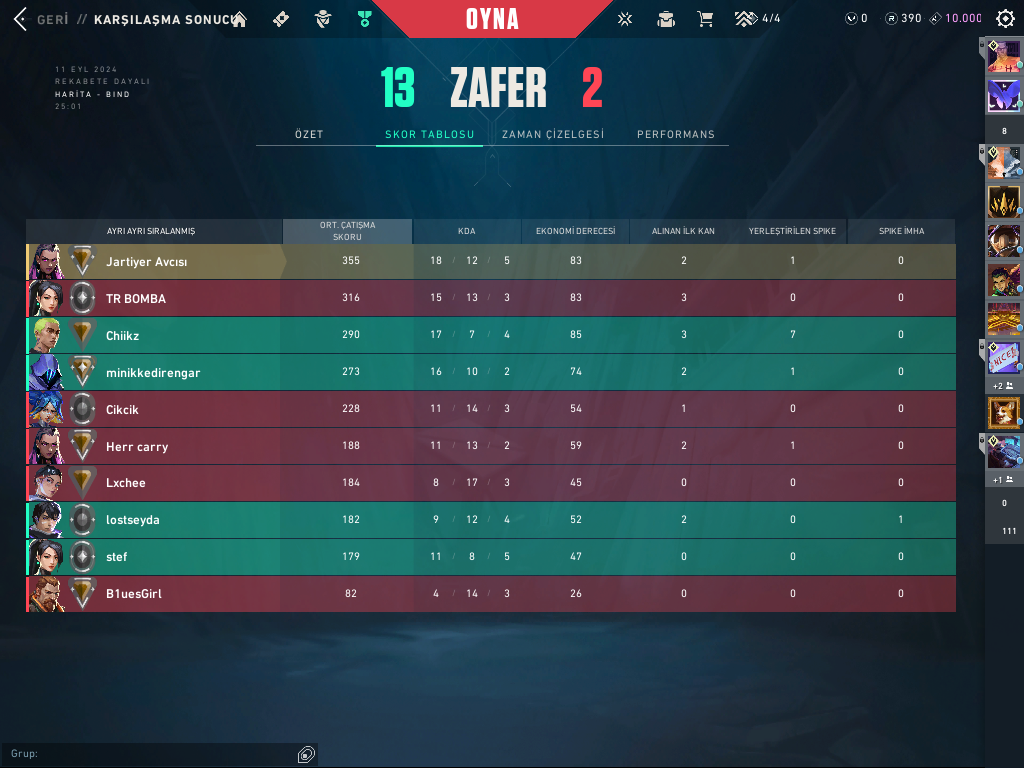 GERİ // KARŞILAŞMA SONUCU
OYNA
4/4
0
390
10.000
11 EYL 2024
REKABETE DAYALI
HARİTA - BIND
25:01
13 ZAFER 2
ÖZET
SKOR TABLOSU
ZAMAN ÇİZELGESİ
PERFORMANS
AYRI AYRI SIRALANMIŞ
ORT. ÇATIŞMA
SKORU
KDA
EKONOMİ DERECESİ
ALINAN İLK KAN
YERLEŞTİRİLEN SPIKE
SPIKE İMHA
Jartiyer Avcısı 355 18 / 12 / 5 83 2 1 0
TR BOMBA 316 15 / 13 / 3 83 3 0 0
Chiikz 290 17 / 7 / 4 85 3 7 0
minikkedirengar 273 16 / 10 / 2 74 2 1 0
Cikcik 228 11 / 14 / 3 54 1 0 0
Herr carry 188 11 / 13 / 2 59 2 1 0
Lxchee 184 8 / 17 / 3 45 0 0 0
lostseyda 182 9 / 12 / 4 52 2 0 1
stef 179 11 / 8 / 5 47 0 0 0
B1uesGirl 82 4 / 14 / 3 26 0 0 0
8
NICE!
+2
+1
0
111
Grup: